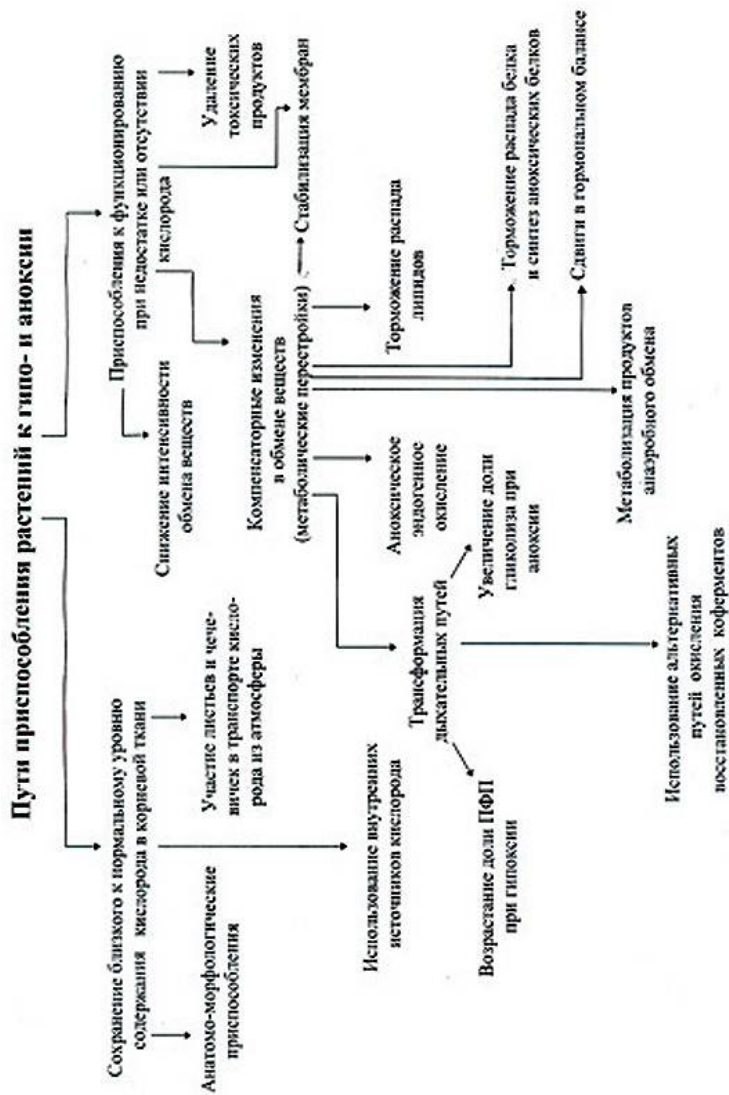 Пути приспособления растений к гипо- и аноксии
Сохранение близкого к нормальному уровню
содержания кислорода в корневой ткани
Анатомо-морфологические
приспособления
Участие листьев и чече-
вичек в транспорте кисло-
рода из атмосферы
Использование внутренних
источников кислорода
Приспособления к функционированию
при недостатке или отсутствии
кислорода
Снижение интенсивности
обмена веществ
Удаление
токсических
продуктов
Компенсаторные изменения
в обмене веществ
(метаболические перестройки)
Стабилизация мембран
Трансформация
дыхательных путей
Аноксическое
эндогенное
окисление
Торможение распада
липидов
Возрастание доли ПФП
при гипоксии
Увеличение доли
гликолиза при
аноксии
Торможение распада белка
и синтез аноксических белков
Сдвиги в гормональном балансе
Использование альтернативных
путей окисления
восстановленных коферментов
Метаболизация продуктов
анаэробного обмена